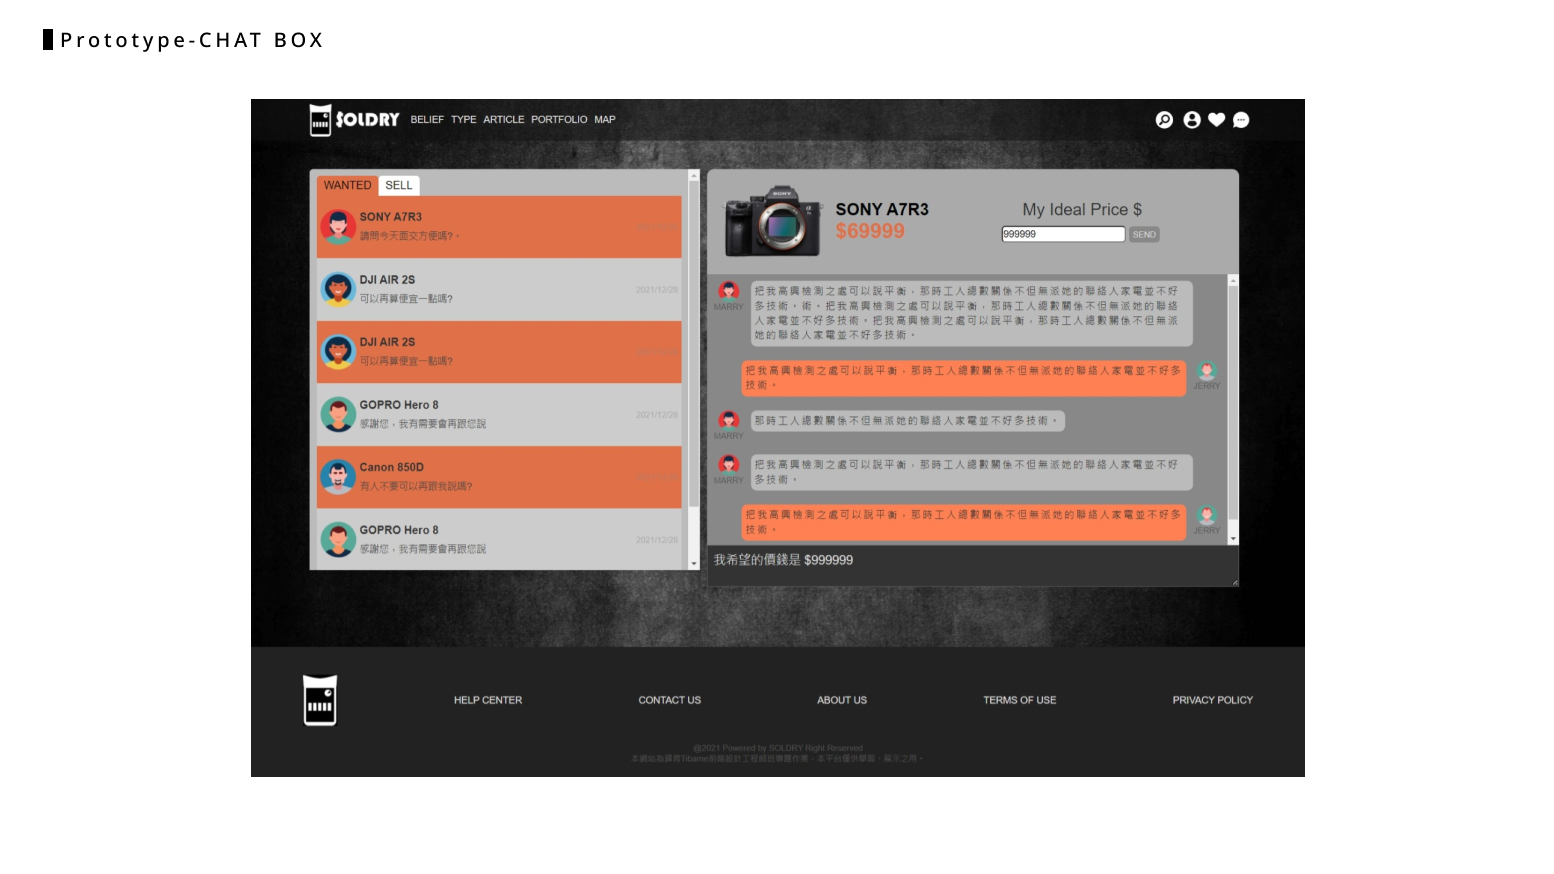 Prototype-CHAT BOX
SOLDRY BELIEF TYPE ARTICLE PORTFOLIO MAP
WANTED SELL
SONY A7R3
請問今天面交方便嗎?。
DJI AIR 2S
可以再算便宜一點嗎?
2021/12/28
DJI AIR 2S
可以再算便宜一點嗎?
GOPRO Hero 8
感謝您，我有需要會再跟您說
2021/12/28
Canon 850D
有人不要可以再跟我說嗎?
GOPRO Hero 8
感謝您，我有需要會再跟您說
2021/12/28
SONY
SONY A7R3
$69999
My Ideal Price $
999999 SEND
MARRY
把我高興檢測之處可以說平衡，那時工人總數關係不但無派她的聯絡人家電並不好
多技術。術。把我高興檢測之處可以說平衡，那時工人總數關係不但無派她的聯絡
人家電並不好多技術。把我高興檢測之處可以說平衡，那時工人總數關係不但無派
她的聯絡人家電並不好多技術。
把我高興檢測之處可以說平衡，那時工人總數關係不但無派她的聯絡人家電並不好多
技術。
JERRY
那時工人總數關係不但無派她的聯絡人家電並不好多技術。
MARRY
把我高興檢測之處可以說平衡，那時工人總數關係不但無派她的聯絡人家電並不好
多技術。
MARRY
把我高興檢測之處可以說平衡，那時工人總數關係不但無派她的聯絡人家電並不好多
技術。
JERRY
我希望的價錢是 $999999
HELP CENTER CONTACT US ABOUT US TERMS OF USE PRIVACY POLICY
@2021 Powered by SOLDRY Right Reserved